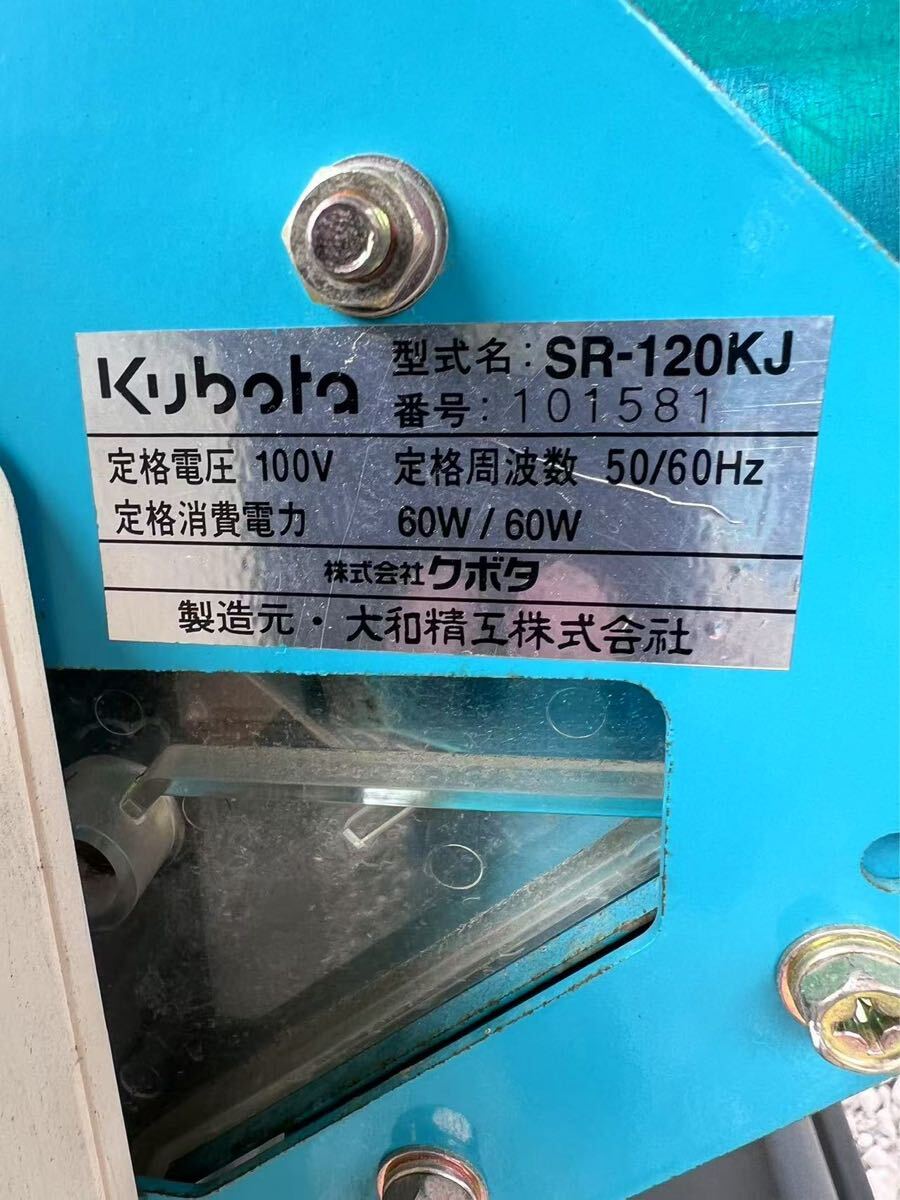 Kubota 型式名: SR-120KJ
番号: 101581
定格電圧 100V 定格周波数 50/60Hz
定格消費電力 60W / 60W
株式会社クボタ
製造元・大和精工株式会社